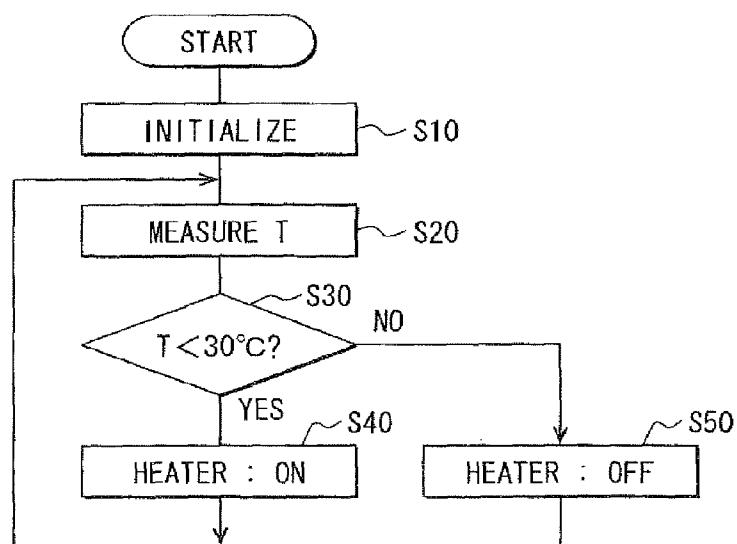 START
INITIALIZE
S10
MEASURE T
S20
S30
T<30℃?
NO
YES
S40
S50
HEATER : ON
HEATER : OFF